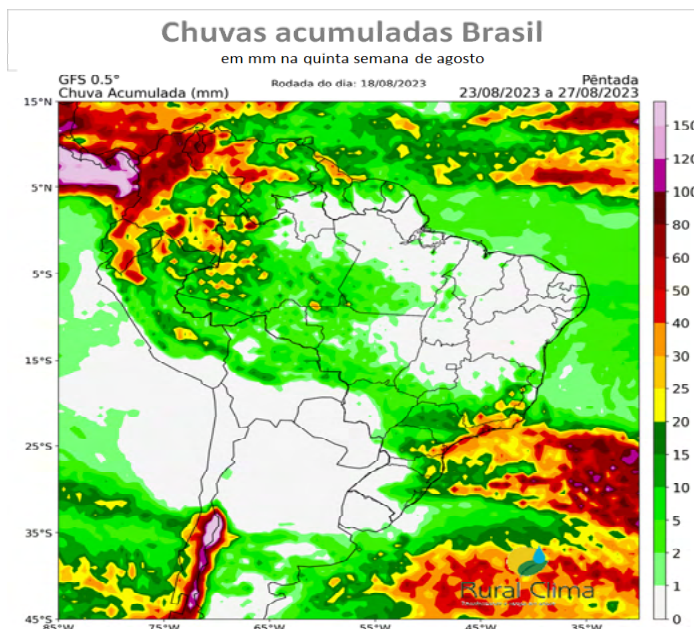 Chuvas acumuladas Brasil
em mm na quinta semana de agosto
GFS 0.5°
Rodada do dia: 18/08/2023
Pêntada
Chuva Acumulada (mm)
23/08/2023 a 27/08/2023
15°N
5°N
5°S
15°S
25°S
35°S
45°S
85°W
75°W
65°W
55°W
45°W
35°W
150
120
100
80
60
50
40
30
25
20
15
10
5
2
1
0
Rural Clima